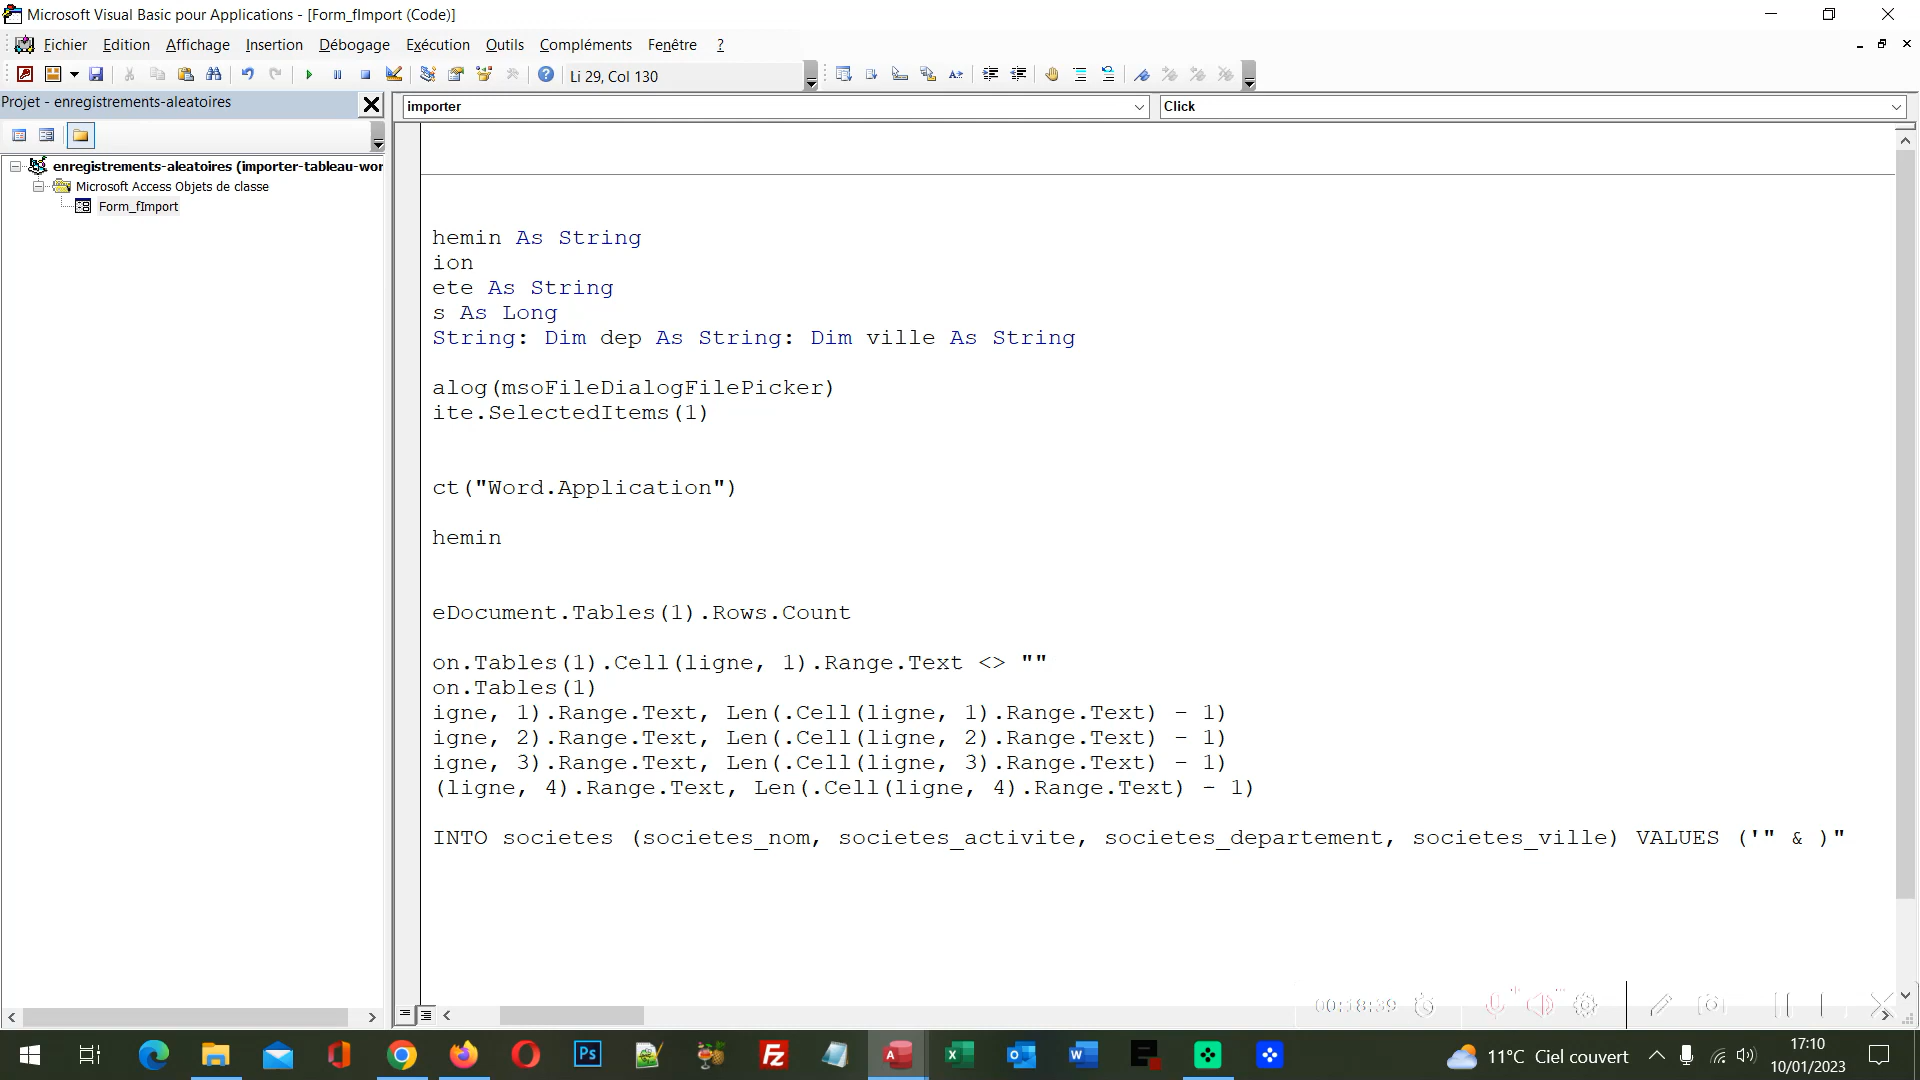 Microsoft Visual Basic pour Applications - [Form_fImport (Code)]
Fichier Edition Affichage Insertion Débogage Exécution Outils Compléments Fenêtre ?
Li 29, Col 130
Projet - enregistrements-aleatoires
enregistrements-aleatoires (importer-tableau-wor
Microsoft Access Objets de classe
Form_fImport
importer
Click
hemin As String
ion
ete As String
s As Long
String: Dim dep As String: Dim ville As String
alog(msoFileDialogFilePicker)
ite.SelectedItems(1)
ct("Word.Application")
hemin
eDocument.Tables(1).Rows.Count
on.Tables(1).Cell(ligne, 1).Range.Text <> ""
on.Tables(1)
igne, 1).Range.Text, Len(.Cell(ligne, 1).Range.Text) - 1)
igne, 2).Range.Text, Len(.Cell(ligne, 2).Range.Text) - 1)
igne, 3).Range.Text, Len(.Cell(ligne, 3).Range.Text) - 1)
(ligne, 4).Range.Text, Len(.Cell(ligne, 4).Range.Text) - 1)
INTO societes (societes_nom, societes_activite, societes_departement, societes_ville) VALUES ('" & )"
00:18:39
11°C Ciel couvert
17:10
10/01/2023